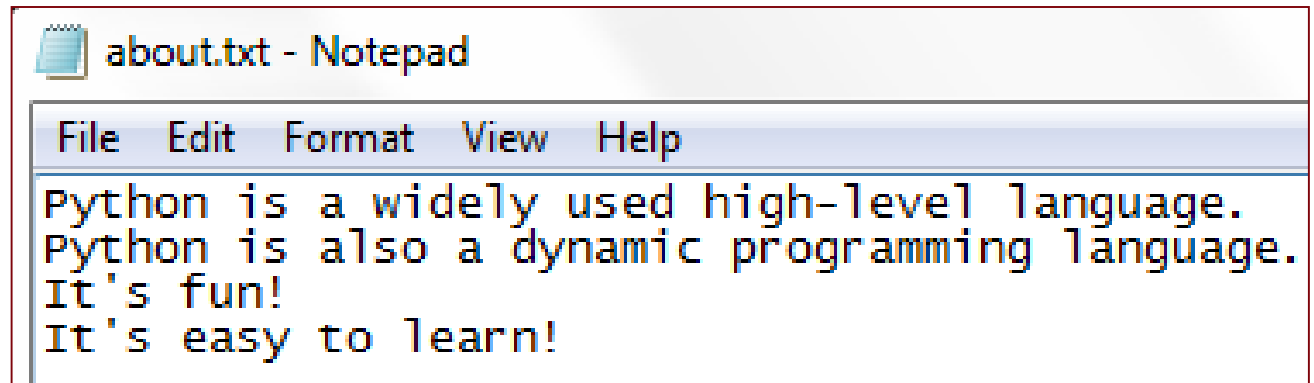 about.txt - Notepad
File Edit Format View Help
Python is a widely used high-level language.
Python is also a dynamic programming language.
It's fun!
It's easy to learn!